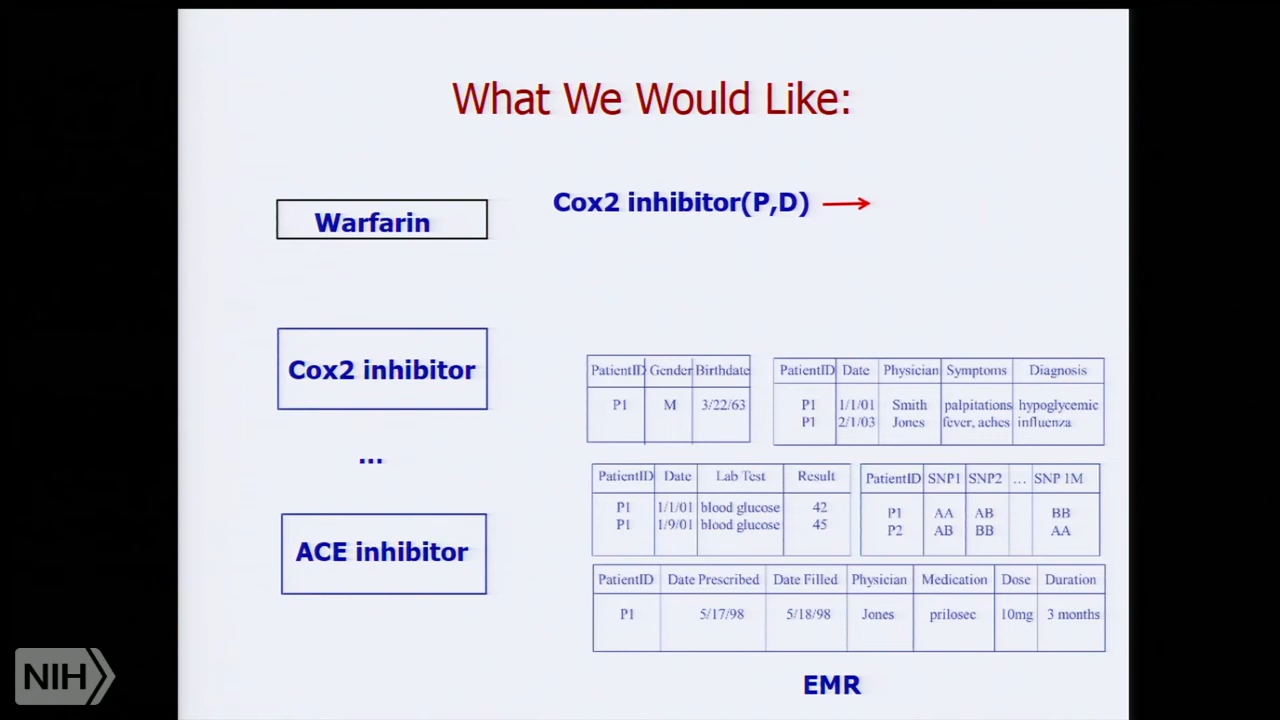 What We Would Like:
Cox2 inhibitor(P,D)
Warfarin
Cox2 inhibitor
...
ACE inhibitor
PatientID Gender Birthdate
P1 M 3/22/63
PatientID Date Physician Symptoms Diagnosis
P1 1/1/01 Smith palpitations hypoglycemic
P1 2/1/03 Jones fever, aches influenza
PatientID Date Lab Test Result
P1 1/1/01 blood glucose 42
P1 1/9/01 blood glucose 45
PatientID SNP1 SNP2 ... SNP 1M
P1 AA AB BB
P2 AB BB AA
PatientID Date Prescribed Date Filled Physician Medication Dose Duration
P1 5/17/98 5/18/98 Jones prilosec 10mg 3 months
EMR
NIH